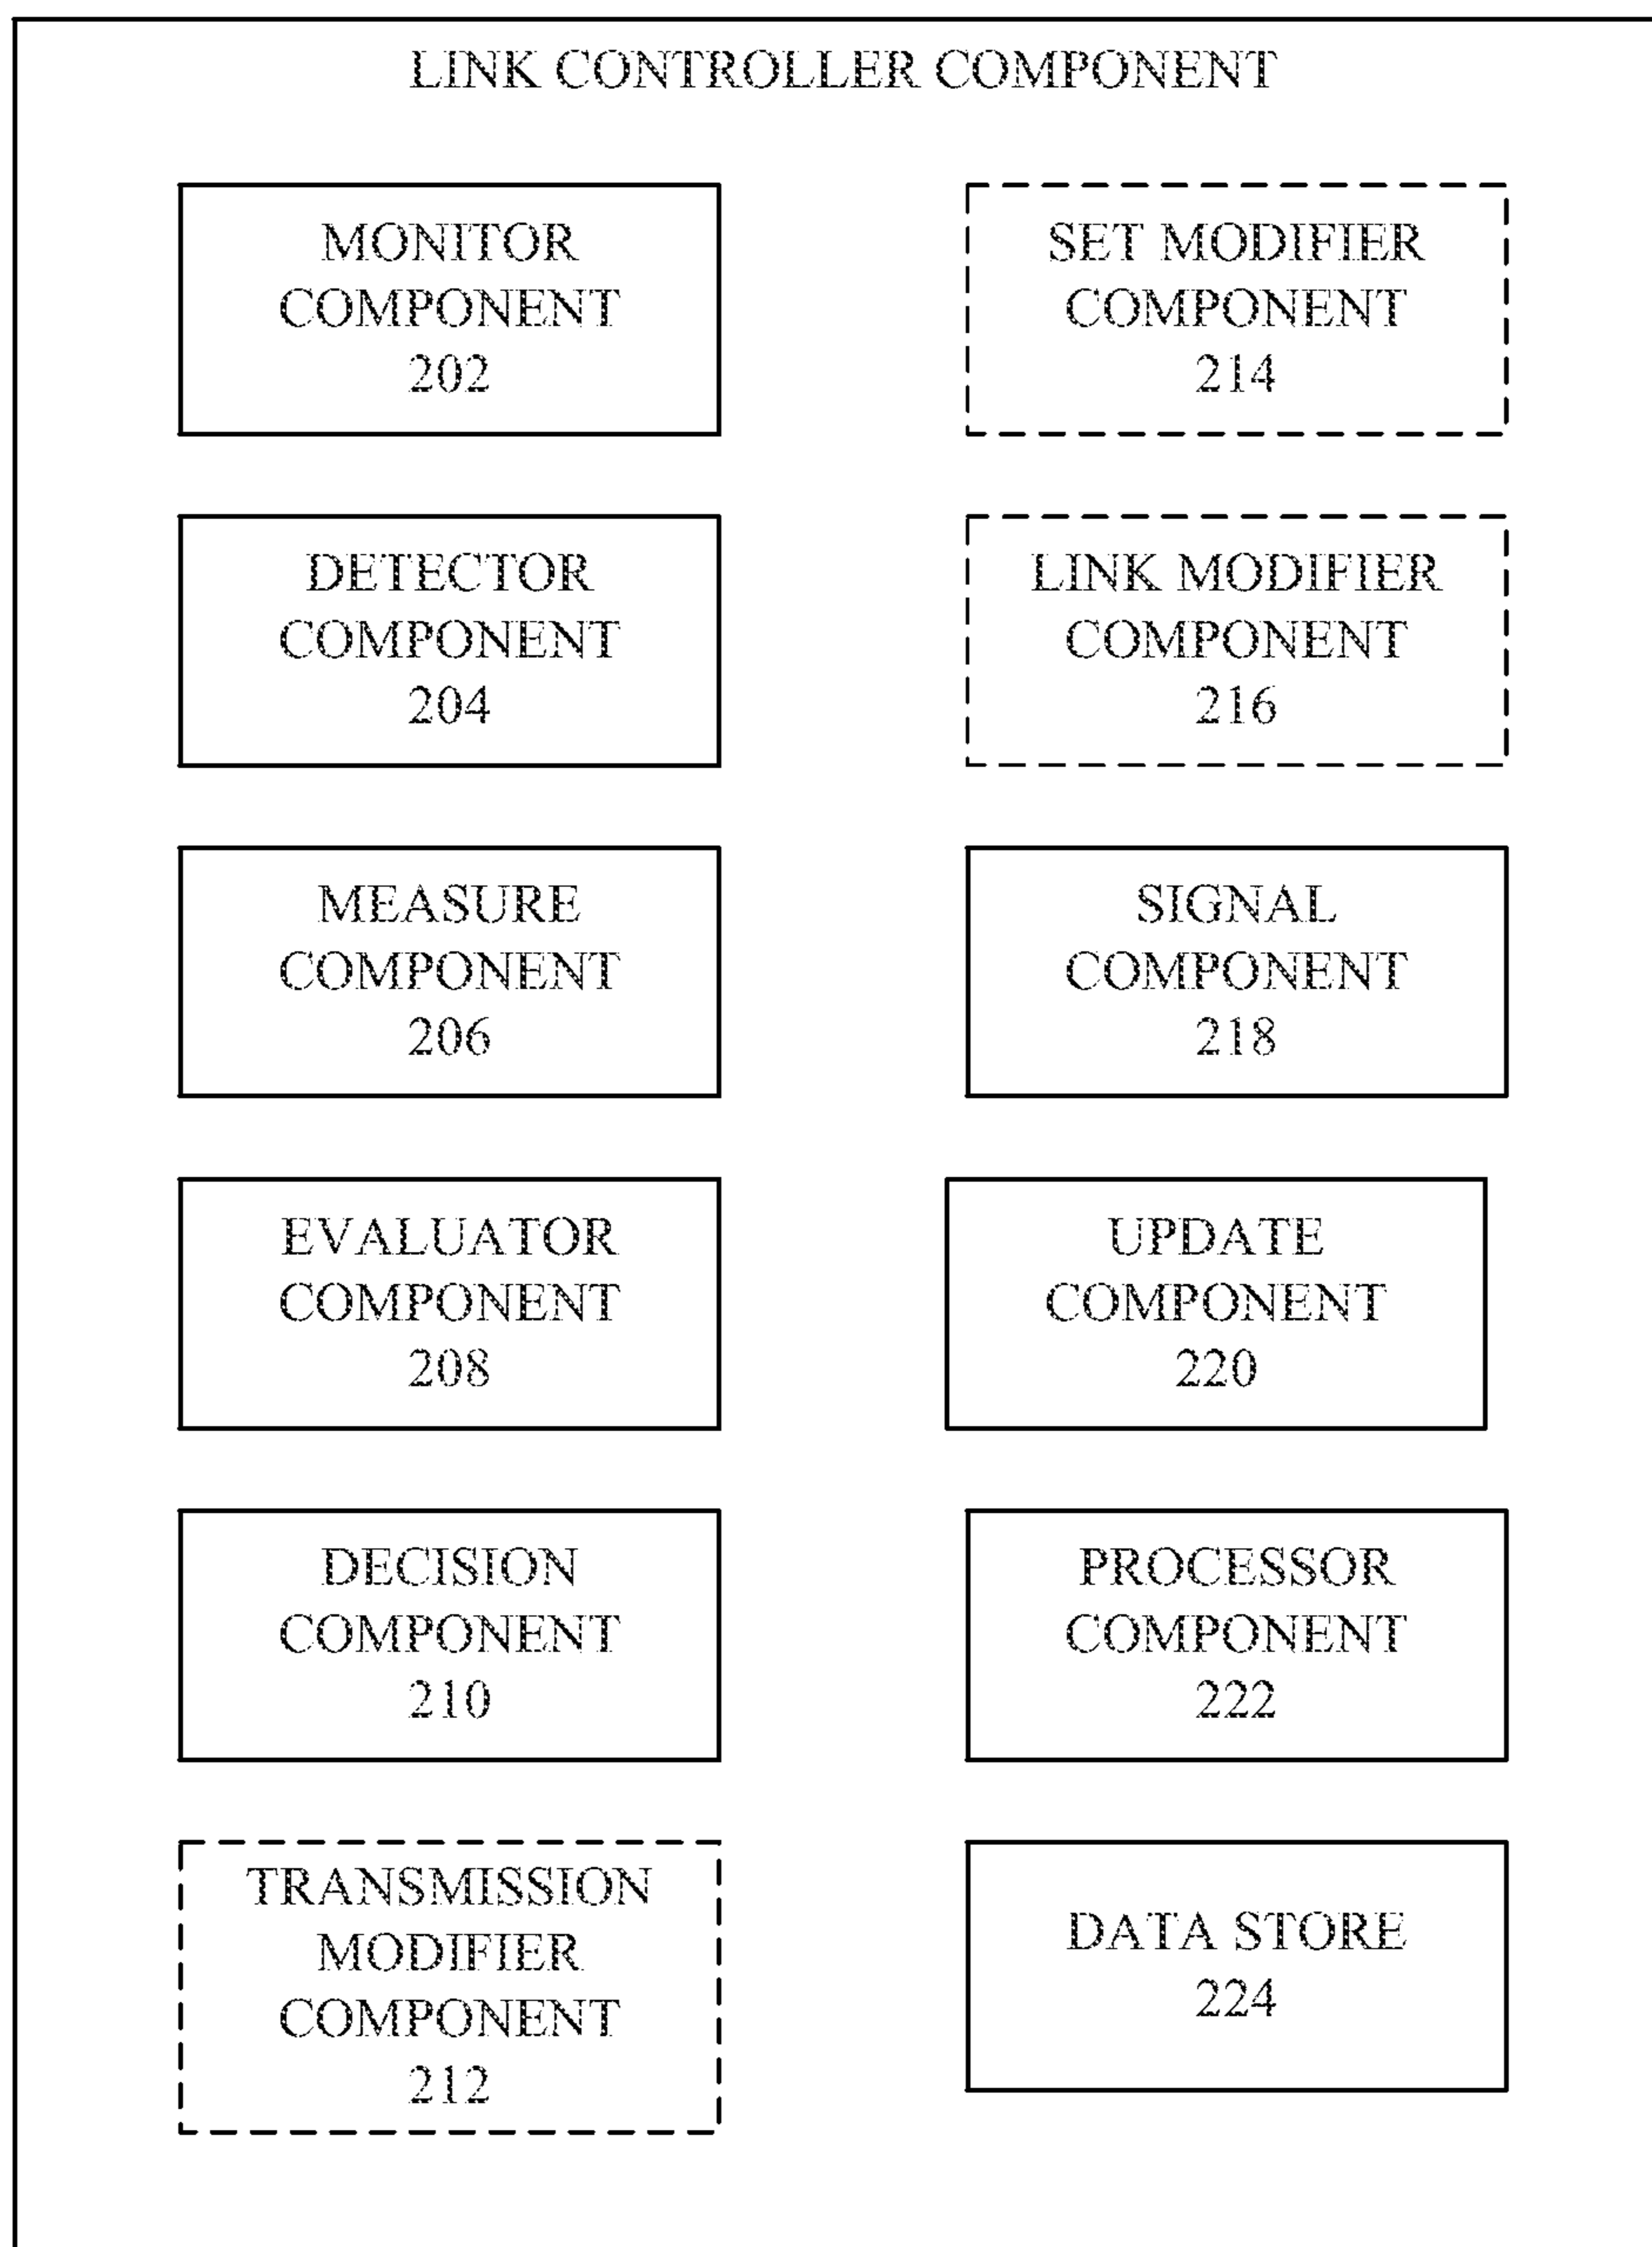 LINK CONTROLLER COMPONENT
MONITOR
COMPONENT
202
DETECTOR
COMPONENT
204
MEASURE
COMPONENT
206
EVALUATOR
COMPONENT
208
DECISION
COMPONENT
210
TRANSMISSION
MODIFIER
COMPONENT
212
SET MODIFIER
COMPONENT
214
LINK MODIFIER
COMPONENT
216
SIGNAL
COMPONENT
218
UPDATE
COMPONENT
220
PROCESSOR
COMPONENT
222
DATA STORE
224